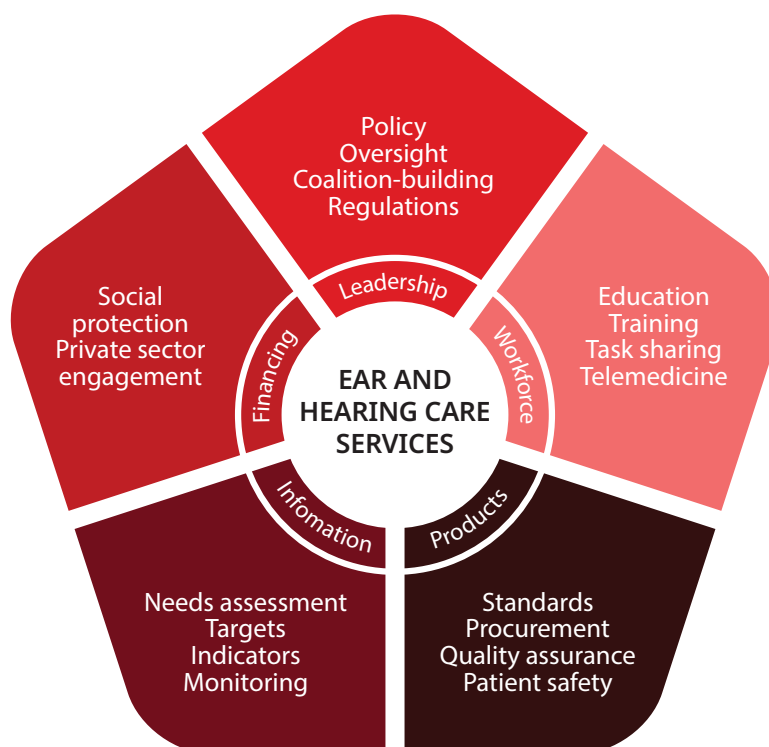 Policy
Oversight
Coalition-building
Regulations
Leadership
Social
protection
Private sector
engagement
Financing
Education
Training
Task sharing
Telemedicine
Workforce
EAR AND
HEARING CARE
SERVICES
Infomation
Products
Needs assessment
Targets
Indicators
Monitoring
Standards
Procurement
Quality assurance
Patient safety